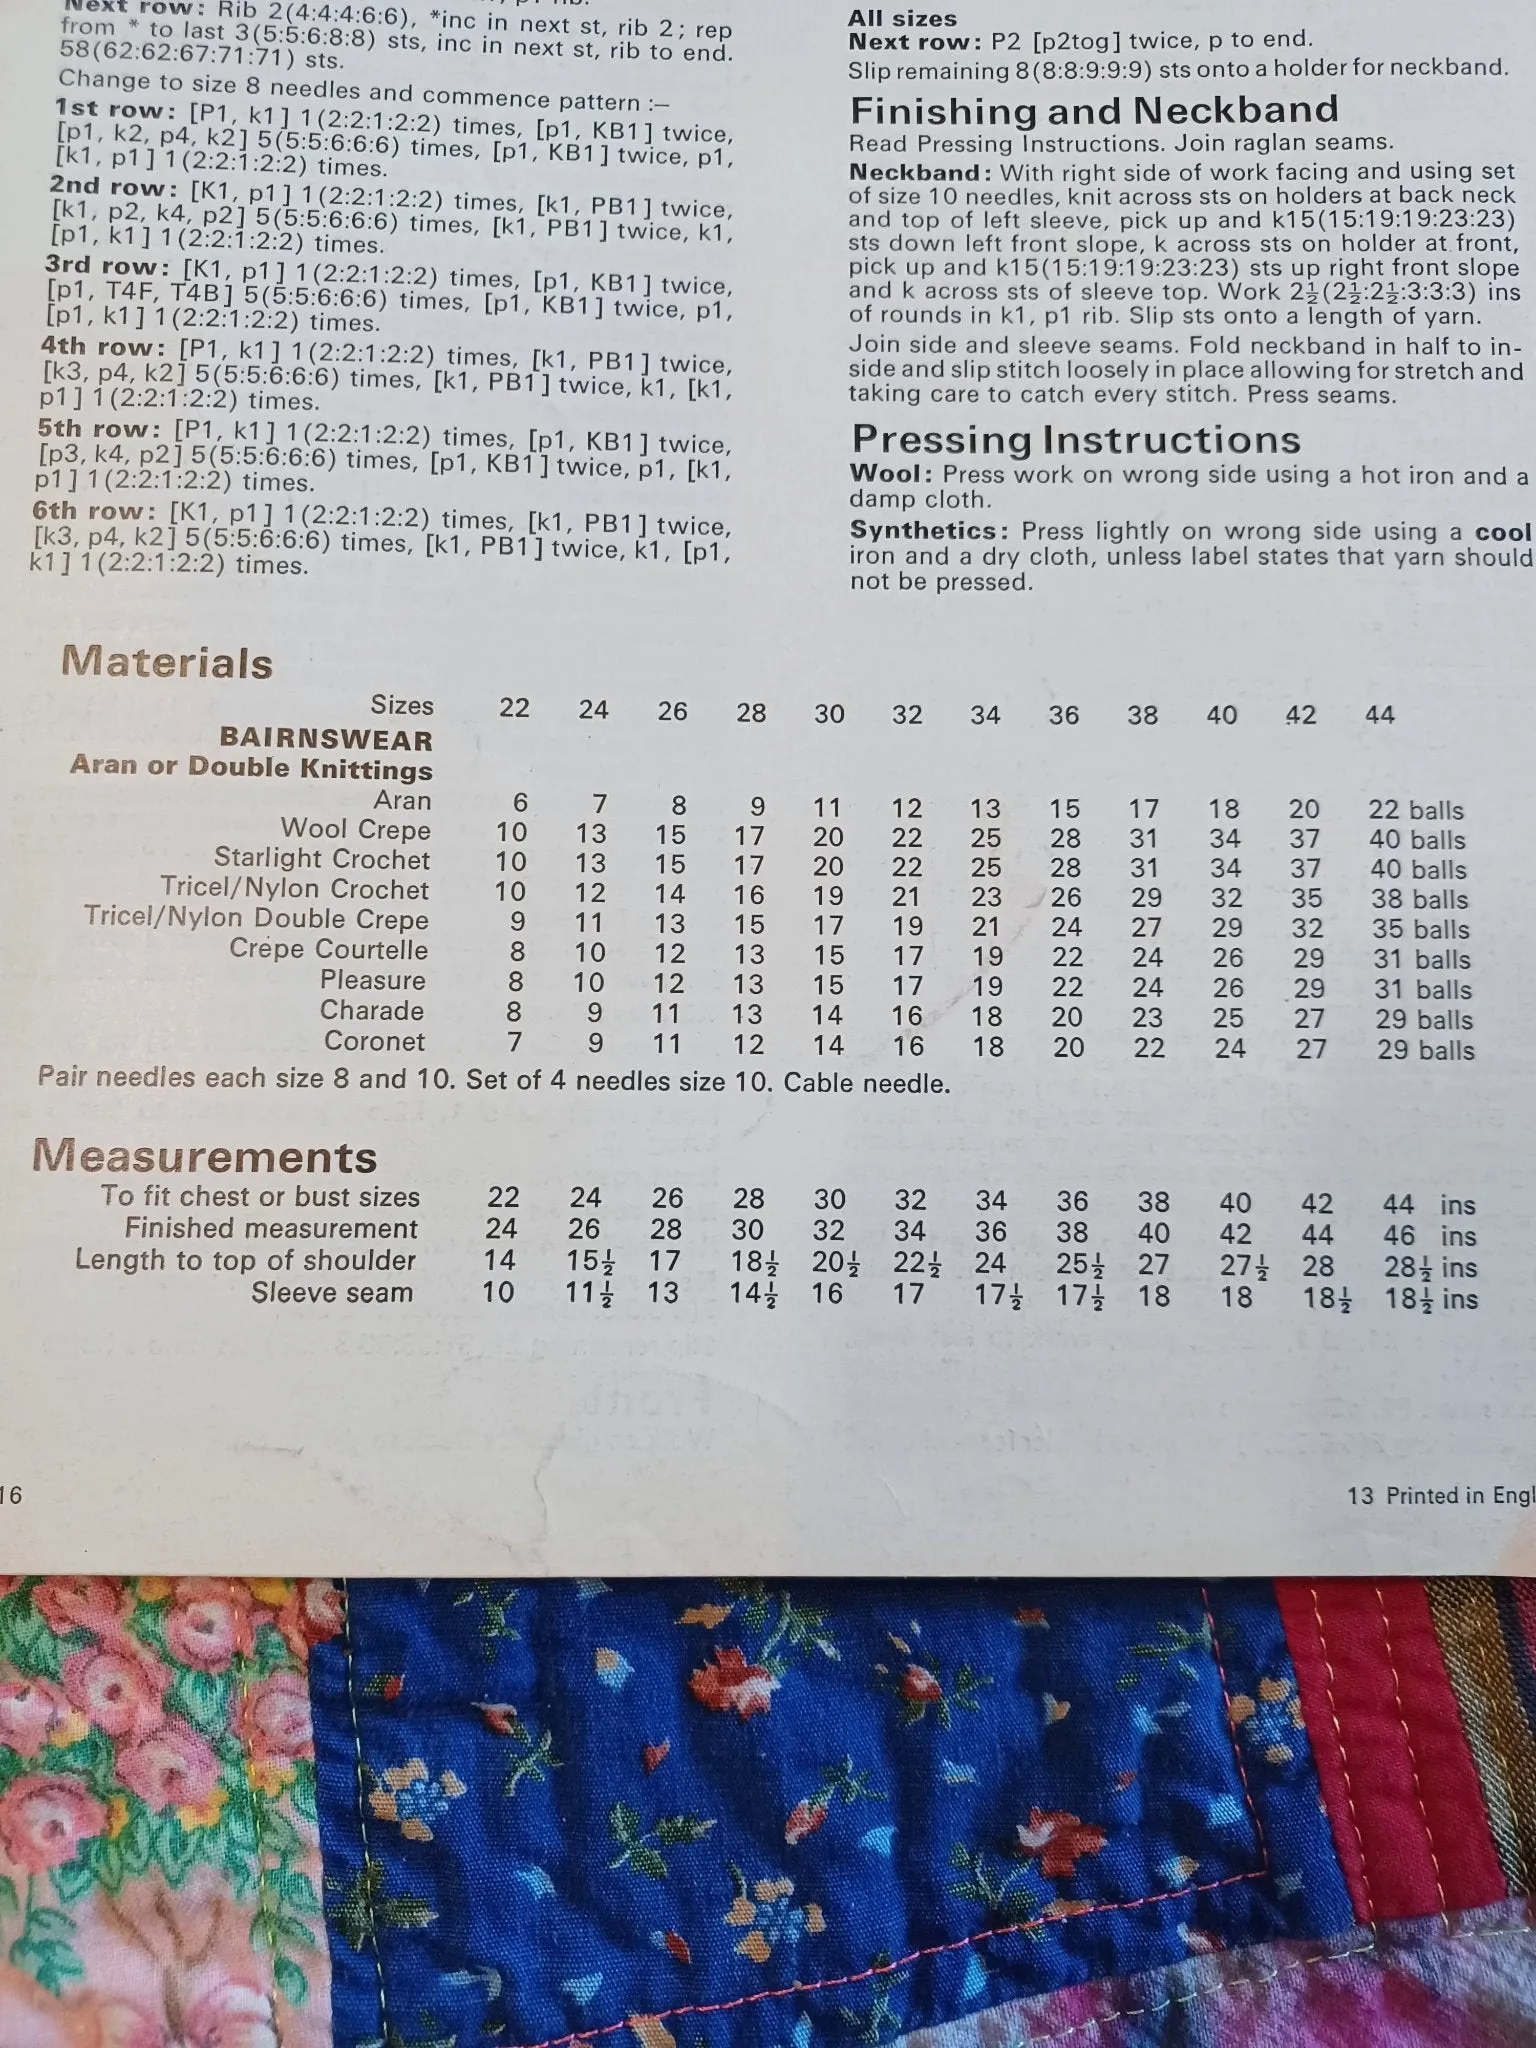 Next row: Rib 2(4:4:4:6:6), *inc in next st, rib 2; rep
from * to last 3(5:5:6:8:8) sts, inc in next st, rib to end.
58(62:62:67:71:71) sts.
Change to size 8 needles and commence pattern :—
1st row: [P1, k1] 1(2:2:1:2:2) times, [p1, KB1] twice,
[p1, k2, p4, k2] 5(5:5:6:6:6) times, [p1, KB1] twice, p1,
[k1, p1] 1(2:2:1:2:2) times.
2nd row: [K1, p1] 1(2:2:1:2:2) times, [k1, PB1] twice,
[k1, p2, k4, p2] 5(5:5:6:6:6) times, [k1, PB1] twice, k1,
[p1, k1] 1(2:2:1:2:2) times.
3rd row: [K1, p1] 1(2:2:1:2:2) times, [p1, KB1] twice,
[p1, T4F, T4B] 5(5:5:6:6:6) times, [p1, KB1] twice, p1,
[p1, k1] 1(2:2:1:2:2) times.
4th row: [P1, k1] 1(2:2:1:2:2) times, [k1, PB1] twice,
[k3, p4, k2] 5(5:5:6:6:6) times, [k1, PB1] twice, k1, [k1,
p1] 1(2:2:1:2:2) times.
5th row: [P1, k1] 1(2:2:1:2:2) times, [p1, KB1] twice,
[p3, k4, p2] 5(5:5:6:6:6) times, [p1, KB1] twice, p1, [k1,
p1] 1(2:2:1:2:2) times.
6th row: [K1, p1] 1(2:2:1:2:2) times, [k1, PB1] twice,
[k3, p4, k2] 5(5:5:6:6:6) times, [k1, PB1] twice, k1, [p1,
k1] 1(2:2:1:2:2) times.
All sizes
Next row: P2 [p2tog] twice, p to end.
Slip remaining 8(8:8:9:9:9) sts onto a holder for neckband.
Finishing and Neckband
Read Pressing Instructions. Join raglan seams.
Neckband: With right side of work facing and using set
of size 10 needles, knit across sts on holders at back neck
and top of left sleeve, pick up and k15(15:19:19:23:23)
sts down left front slope, k across sts on holder at front,
pick up and k15(15:19:19:23:23) sts up right front slope
and k across sts of sleeve top. Work 2½(2½:2½:3:3:3) ins
of rounds in k1, p1 rib. Slip sts onto a length of yarn.
Join side and sleeve seams. Fold neckband in half to in-
side and slip stitch loosely in place allowing for stretch and
taking care to catch every stitch. Press seams.
Pressing Instructions
Wool: Press work on wrong side using a hot iron and a
damp cloth.
Synthetics: Press lightly on wrong side using a cool
iron and a dry cloth, unless label states that yarn should
not be pressed.
Materials
Sizes 22 24 26 28 30 32 34 36 38 40 42 44
BAIRNSWEAR
Aran or Double Knittings
Aran 6 7 8 9 11 12 13 15 17 18 20 22 balls
Wool Crepe 10 13 15 17 20 22 25 28 31 34 37 40 balls
Starlight Crochet 10 13 15 17 20 22 25 28 31 34 37 40 balls
Tricel/Nylon Crochet 10 12 14 16 19 21 23 26 29 32 35 38 balls
Tricel/Nylon Double Crepe 9 11 13 15 17 19 21 24 27 29 32 35 balls
Crêpe Courtelle 8 10 12 13 15 17 19 22 24 26 29 31 balls
Pleasure 8 10 12 13 15 17 19 22 24 26 29 31 balls
Charade 8 9 11 13 14 16 18 20 23 25 27 29 balls
Coronet 7 9 11 12 14 16 18 20 22 24 27 29 balls
Pair needles each size 8 and 10. Set of 4 needles size 10. Cable needle.
Measurements
To fit chest or bust sizes 22 24 26 28 30 32 34 36 38 40 42 44 ins
Finished measurement 24 26 28 30 32 34 36 38 40 42 44 46 ins
Length to top of shoulder 14 15½ 17 18½ 20½ 22½ 24 25½ 27 27½ 28 28½ ins
Sleeve seam 10 11½ 13 14½ 16 17 17½ 17½ 18 18 18½ 18½ ins
16
13 Printed in Engl